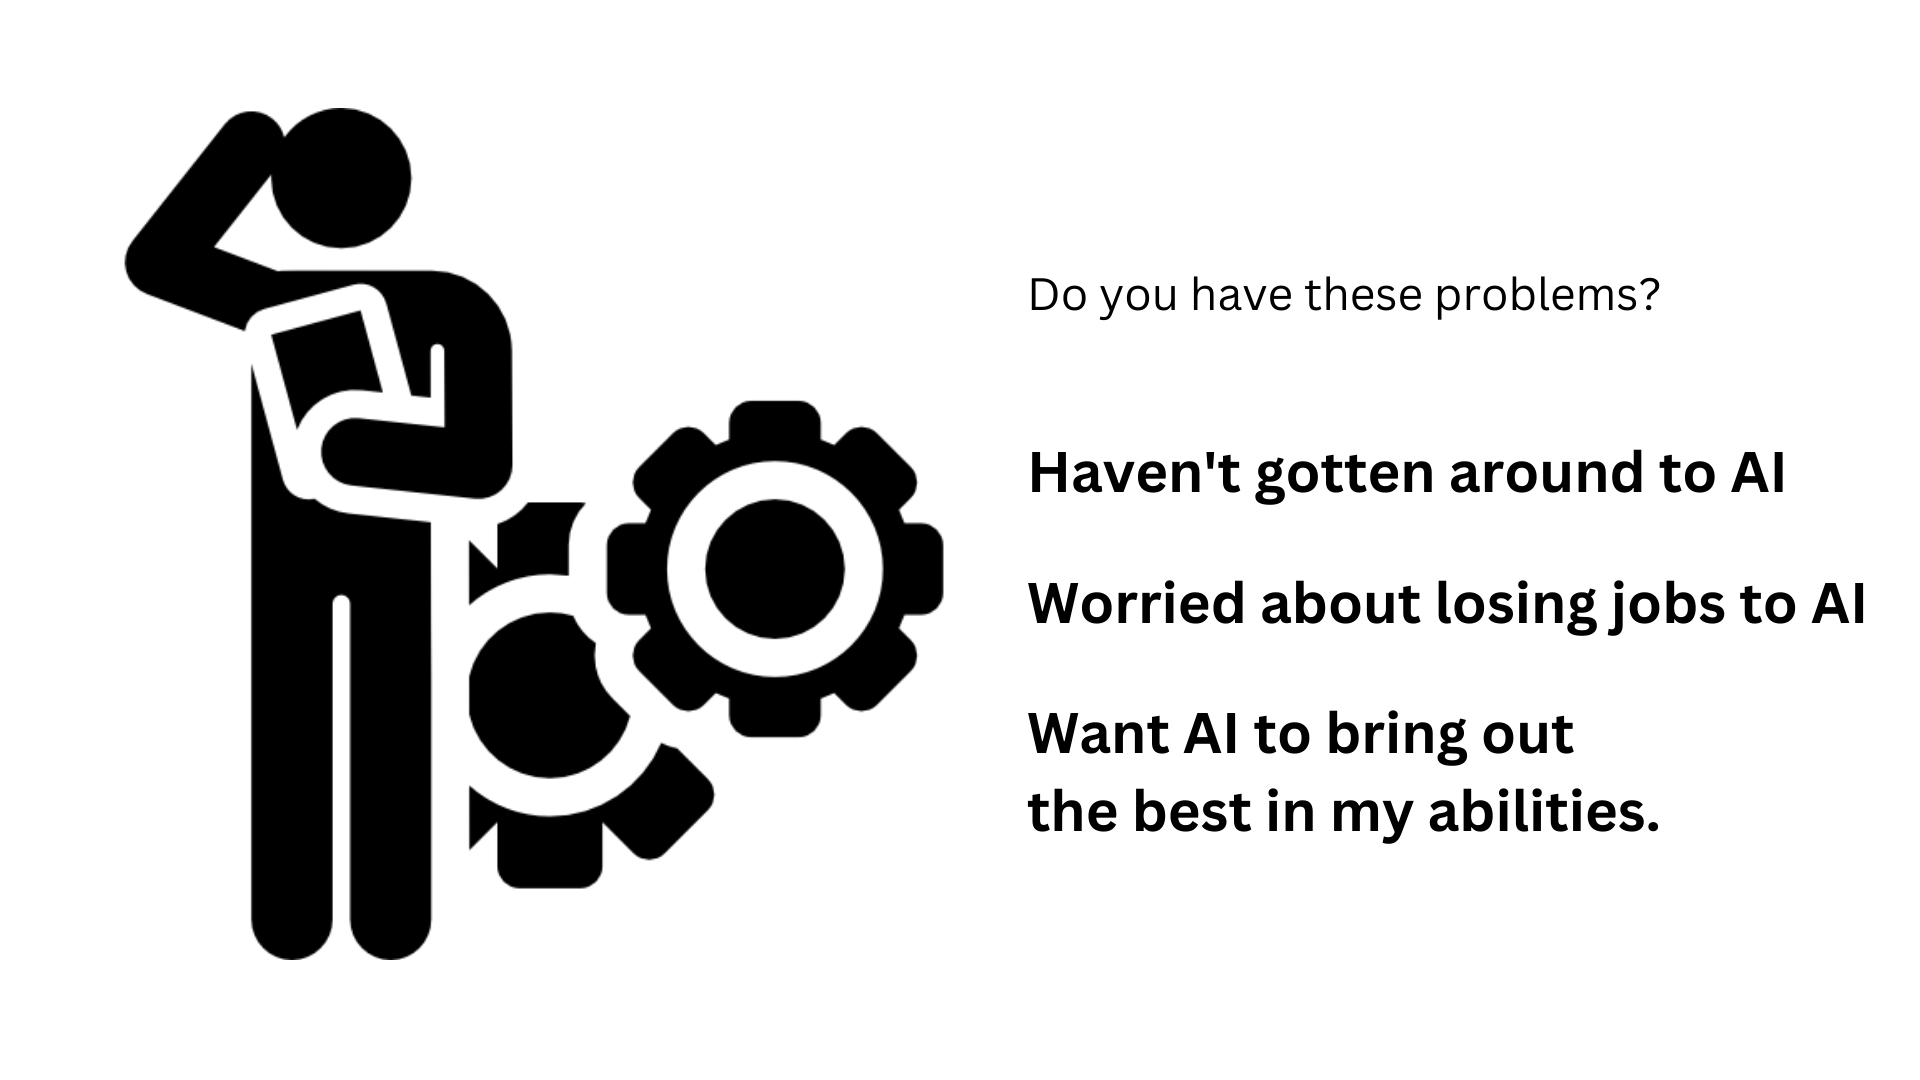 Do you have these problems?
Haven't gotten around to AI
Worried about losing jobs to AI
Want AI to bring out
the best in my abilities.